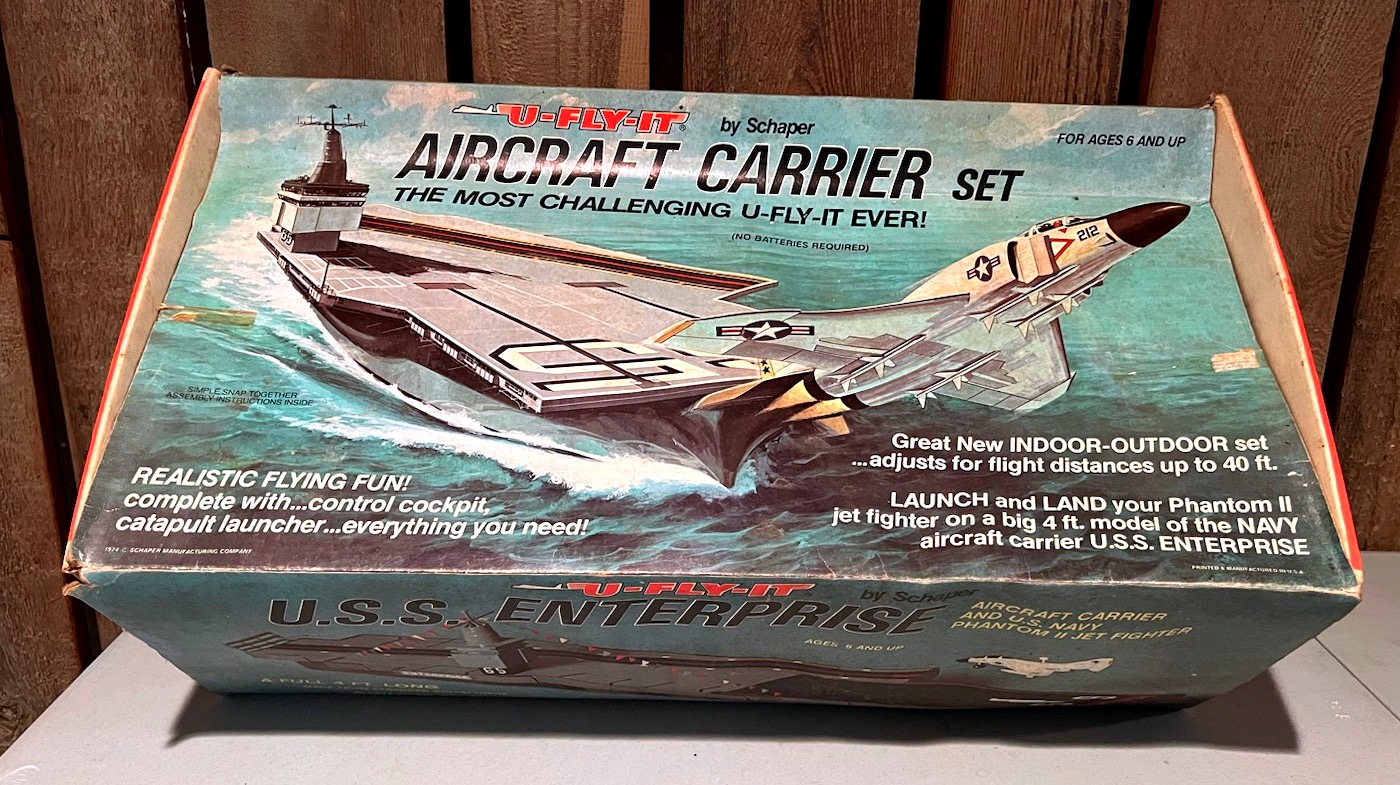 U-FLY-IT® by Schaper
FOR AGES 6 AND UP
AIRCRAFT CARRIER SET
THE MOST CHALLENGING U-FLY-IT EVER!
(NO BATTERIES REQUIRED)
65
212
65
SIMPLE SNAP TOGETHER
ASSEMBLY INSTRUCTIONS INSIDE
REALISTIC FLYING FUN!
complete with...control cockpit,
catapult launcher...everything you need!
1974 © SCHAPER MANUFACTURING COMPANY
Great New INDOOR-OUTDOOR set
...adjusts for flight distances up to 40 ft.
LAUNCH and LAND your Phantom II
jet fighter on a big 4 ft. model of the NAVY
aircraft carrier U.S.S. ENTERPRISE
PRINTED & MANUFACTURED IN U.S.A.
U-FLY-IT by Schaper
U.S.S. ENTERPRISE
AIRCRAFT CARRIER
AND U.S. NAVY
PHANTOM II JET FIGHTER
AGES 6 AND UP
65
ENTERPRISE
A FULL 4 FT. LONG